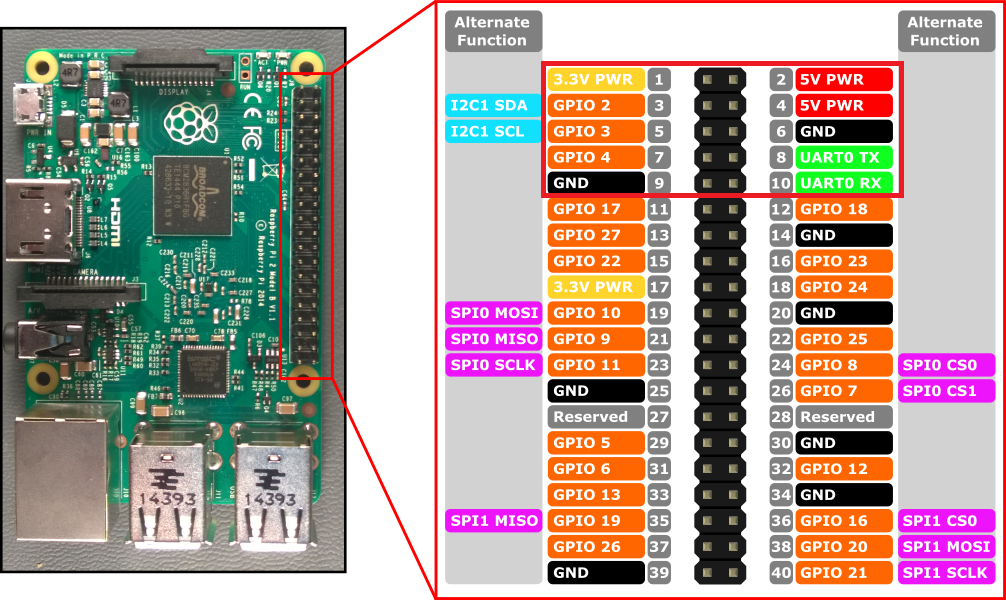 Alternate
Function
Alternate
Function
3.3V PWR 1 2 5V PWR
I2C1 SDA GPIO 2 3 4 5V PWR
I2C1 SCL GPIO 3 5 6 GND
GPIO 4 7 8 UART0 TX
GND 9 10 UART0 RX
GPIO 17 11 12 GPIO 18
GPIO 27 13 14 GND
GPIO 22 15 16 GPIO 23
3.3V PWR 17 18 GPIO 24
SPI0 MOSI GPIO 10 19 20 GND
SPI0 MISO GPIO 9 21 22 GPIO 25
SPI0 SCLK GPIO 11 23 24 GPIO 8 SPI0 CS0
GND 25 26 GPIO 7 SPI0 CS1
Reserved 27 28 Reserved
GPIO 5 29 30 GND
GPIO 6 31 32 GPIO 12
GPIO 13 33 34 GND
SPI1 MISO GPIO 19 35 36 GPIO 16 SPI1 CS0
GPIO 26 37 38 GPIO 20 SPI1 MOSI
GND 39 40 GPIO 21 SPI1 SCLK
Made in P.R.C
DISPLAY
ACT
PWR
RUN
4R7
4R7
PWR IN
BROADCOM
HDMI
Raspberry Pi 2 Model B V1.1
© Raspberry Pi 2014
CAMERA
14393
14393